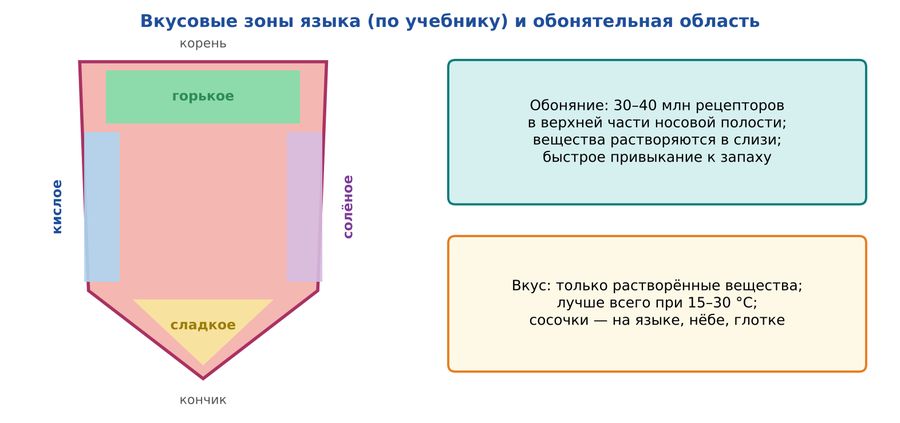 Вкусовые зоны языка (по учебнику) и обонятельная область
корень
горькое
кислое
солёное
сладкое
кончик
Обоняние: 30–40 млн рецепторов
в верхней части носовой полости;
вещества растворяются в слизи;
быстрое привыкание к запаху
Вкус: только растворённые вещества;
лучше всего при 15–30 °C;
сосочки — на языке, нёбе, глотке